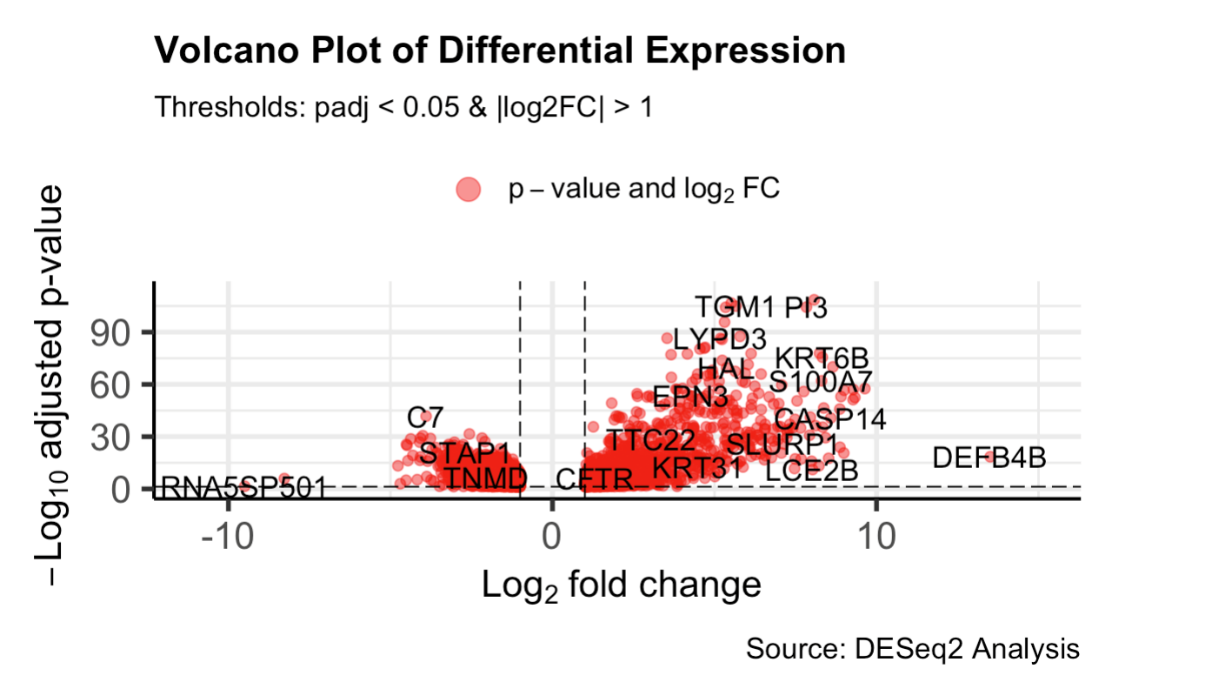 Volcano Plot of Differential Expression
Thresholds: padj < 0.05 & |log2FC| > 1
p – value and log₂ FC
–Log₁₀ adjusted p-value
90
60
30
0
TGM1 PI3
LYPD3
KRT6B
HAL
S100A7
EPN3
C7
CASP14
TTC22
SLURP1
STAP1
DEFB4B
KRT31
LCE2B
TNMD
CFTR
RNA5SP501
-10
0
10
Log₂ fold change
Source: DESeq2 Analysis